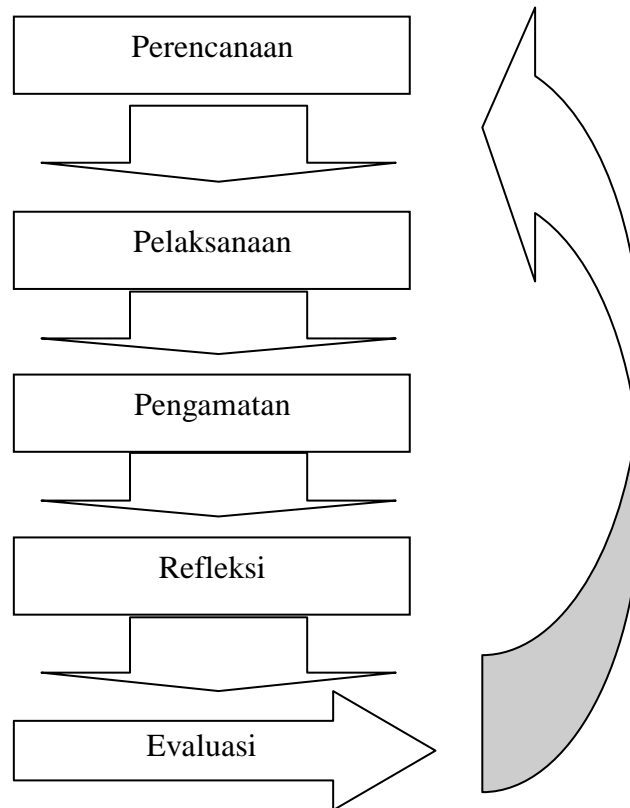 Perencanaan
Pelaksanaan
Pengamatan
Refleksi
Evaluasi